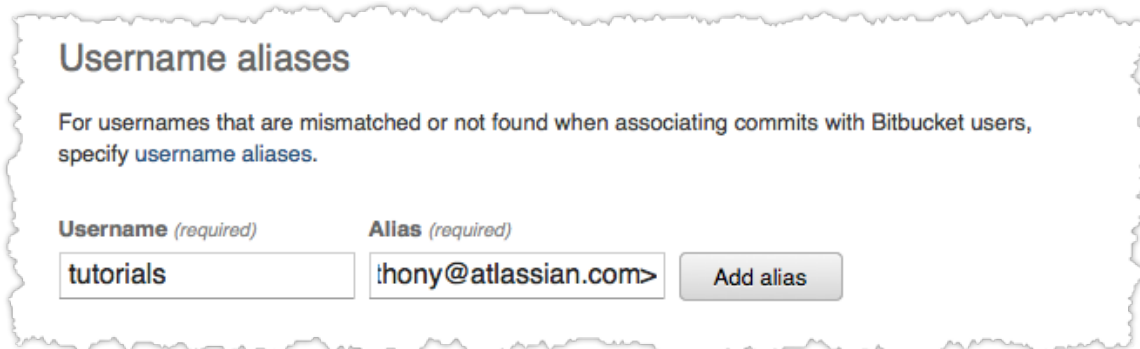 Username aliases
For usernames that are mismatched or not found when associating commits with Bitbucket users,
specify username aliases.
Username (required) Alias (required)
tutorials thony@atlassian.com> Add alias